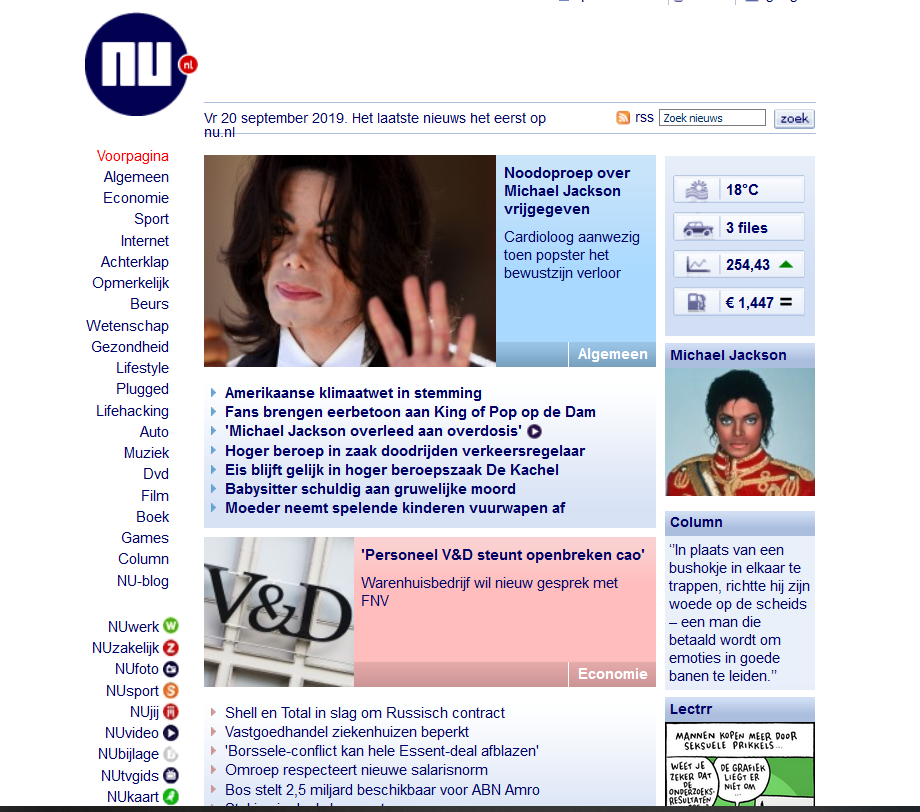 nu
nl
Vr 20 september 2019. Het laatste nieuws het eerst op
nu.nl
rss
Zoek nieuws
zoek
Voorpagina
Algemeen
Economie
Sport
Internet
Achterklap
Opmerkelijk
Beurs
Wetenschap
Gezondheid
Lifestyle
Plugged
Lifehacking
Auto
Muziek
Dvd
Film
Boek
Games
Column
NU-blog
NUwerk
NUzakelijk
NUfoto
NUsport
NUjij
NUvideo
NUbijlage
NUtvgids
NUkaart
Noodoproep over
Michael Jackson
vrijgegeven
Cardioloog aanwezig
toen popster het
bewustzijn verloor
Algemeen
Amerikaanse klimaatwet in stemming
Fans brengen eerbetoon aan King of Pop op de Dam
'Michael Jackson overleed aan overdosis'
Hoger beroep in zaak doodrijden verkeersregelaar
Eis blijft gelijk in hoger beroepszaak De Kachel
Babysitter schuldig aan gruwelijke moord
Moeder neemt spelende kinderen vuurwapen af
V&D
'Personeel V&D steunt openbreken cao'
Warenhuisbedrijf wil nieuw gesprek met
FNV
Economie
Shell en Total in slag om Russisch contract
Vastgoedhandel ziekenhuizen beperkt
'Borssele-conflict kan hele Essent-deal afblazen'
Omroep respecteert nieuwe salarisnorm
Bos stelt 2,5 miljard beschikbaar voor ABN Amro
18°C
3 files
254,43
€ 1,447 =
Michael Jackson
Column
‘’In plaats van een
bushokje in elkaar te
trappen, richtte hij zijn
woede op de scheids
– een man die
betaald wordt om
emoties in goede
banen te leiden.’’
Lectrr
MANNEN KOPEN MEER DOOR
SEKSUELE PRIKKELS...
WEET JE
ZEKER DAT
DE
ONDERZOEKS-
RESULTATEN
DE GRAFIEK
LIEGT ER
NIET OM...